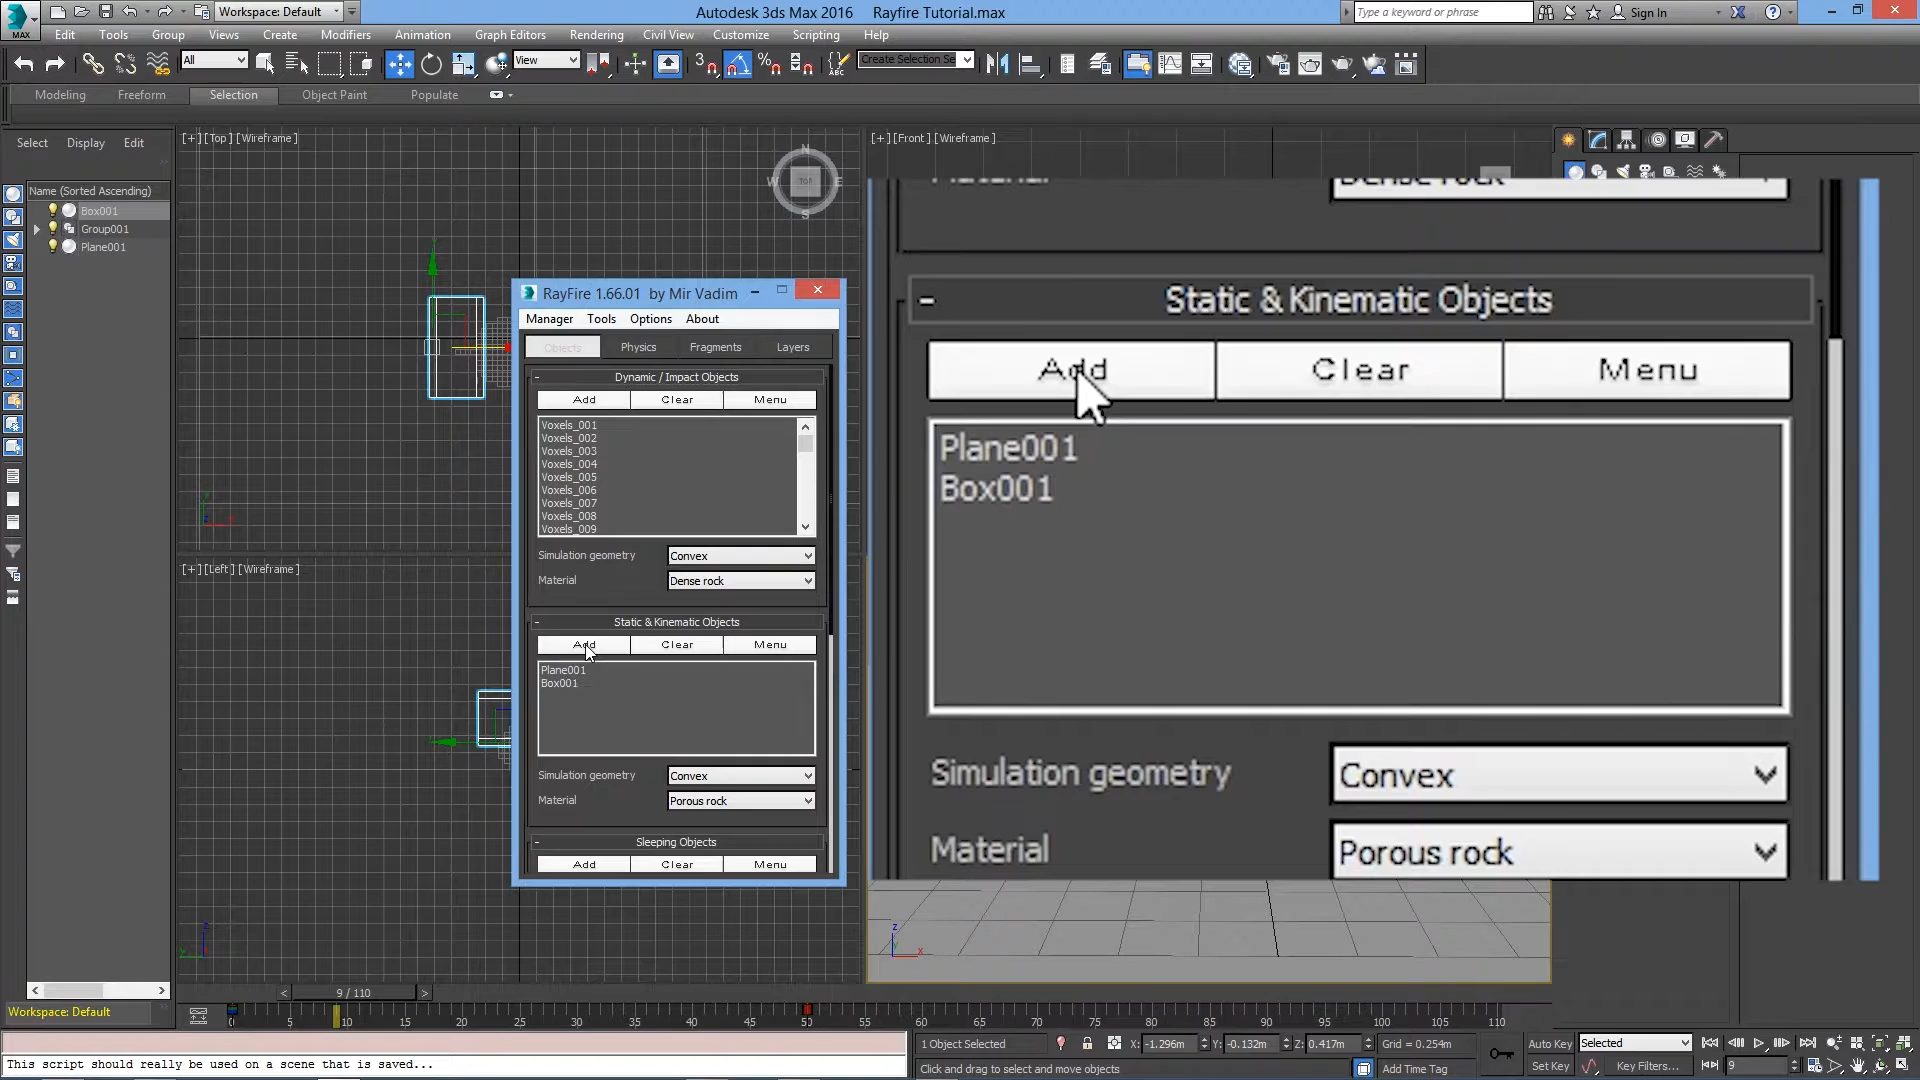 Workspace: Default
Autodesk 3ds Max 2016 Rayfire Tutorial.max
Type a keyword or phrase
Sign In
MAX
Edit Tools Group Views Create Modifiers Animation Graph Editors Rendering Civil View Customize Scripting Help
All
View
Create Selection Se
Modeling Freeform Selection Object Paint Populate
Select Display Edit
[+][Top][Wireframe]
[+][Front][Wireframe]
Name (Sorted Ascending)
Box001
Group001
Plane001
N
W TOP E
S
RayFire 1.66.01 by Mir Vadim
Manager Tools Options About
Objects Physics Fragments Layers
Dynamic / Impact Objects
Add Clear Menu
Voxels_001
Voxels_002
Voxels_003
Voxels_004
Voxels_005
Voxels_006
Voxels_007
Voxels_008
Voxels_009
Simulation geometry Convex
Material Dense rock
Static & Kinematic Objects
Add Clear Menu
Plane001
Box001
Simulation geometry Convex
Material Porous rock
Sleeping Objects
Add Clear Menu
Material Dense rock
Static & Kinematic Objects
Add Clear Menu
Plane001
Box001
Simulation geometry Convex
Material Porous rock
[+][Left][Wireframe]
z
x
9 / 110
Workspace: Default
0 5 10 15 20 25 30 35 40 45 50 55 60 65 70 75 80 85 90 95 100 105 110
1 Object Selected X: -1.296m Y: -0.132m Z: 0.417m Grid = 0.254m Auto Key Selected
This script should really be used on a scene that is saved...
Click and drag to select and move objects Add Time Tag Set Key Key Filters... 9